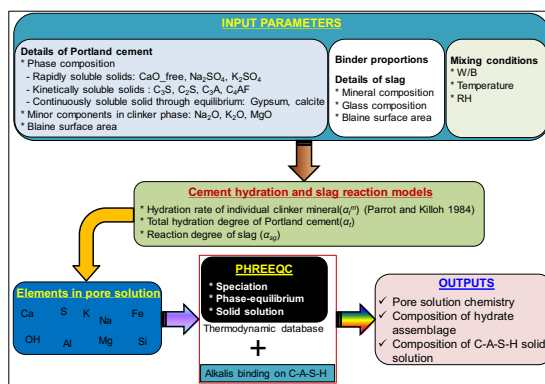 INPUT PARAMETERS
Details of Portland cement
* Phase composition
- Rapidly soluble solids: CaO_free, Na2SO4, K2SO4
- Kinetically soluble solids : C3S, C2S, C3A, C4AF
- Continuously soluble solid through equilibrium: Gypsum, calcite
* Minor components in clinker phase: Na2O, K2O, MgO
* Blaine surface area
Binder proportions
Details of slag
* Mineral composition
* Glass composition
* Blaine surface area
Mixing conditions
* W/B
* Temperature
* RH
Cement hydration and slag reaction models
* Hydration rate of individual clinker mineral(αt^m) (Parrot and Killoh 1984)
* Total hydration degree of Portland cement(αt)
* Reaction degree of slag (αsg)
Elements in pore solution
Ca S K Na Fe
OH Al Mg Si
PHREEQC
* Speciation
* Phase-equilibrium
* Solid solution
Thermodynamic database
+
Alkalis binding on C-A-S-H
OUTPUTS
✓ Pore solution chemistry
✓ Composition of hydrate
assemblage
✓ Composition of C-A-S-H solid
solution